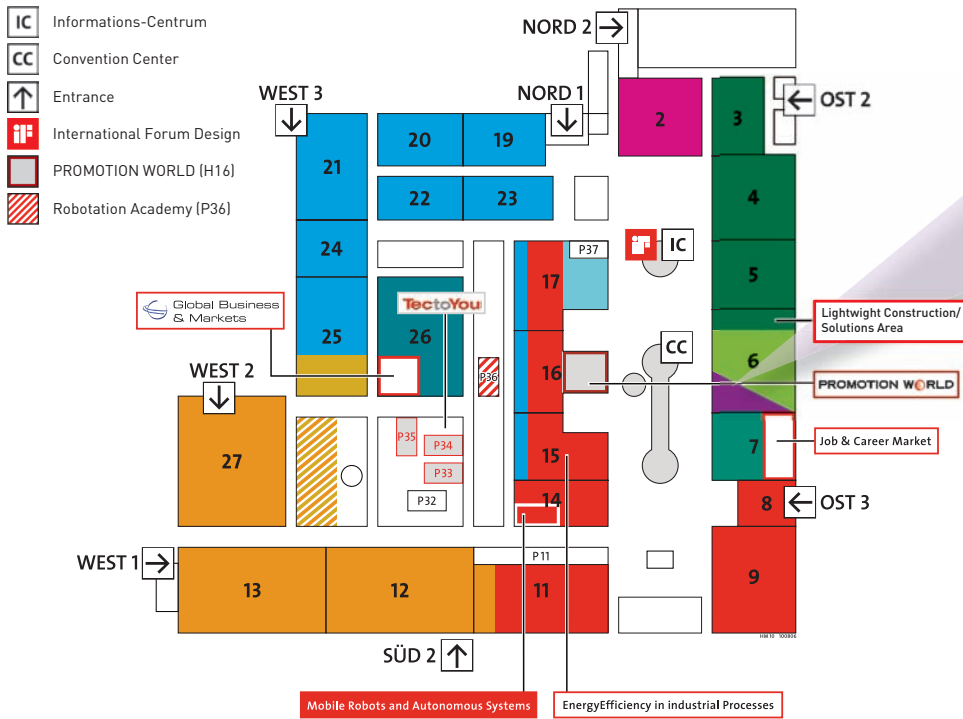 IC Informations-Centrum
CC Convention Center
Entrance
iF International Forum Design
PROMOTION WORLD (H16)
Robotation Academy (P36)
NORD 2
WEST 3
NORD 1
OST 2
2
3
20
19
21
4
22
23
24
iF
IC
P37
17
5
Global Business
& Markets
TectoYou
Lightwight Construction/
Solutions Area
25
26
CC
6
WEST 2
P36
16
PROMOTION WORLD
P35
P34
Job & Career Market
27
15
7
P33
P32
14
8
OST 3
WEST 1
P11
13
12
11
9
HM 10 100806
SÜD 2
Mobile Robots and Autonomous Systems
EnergyEfficiency in industrial Processes